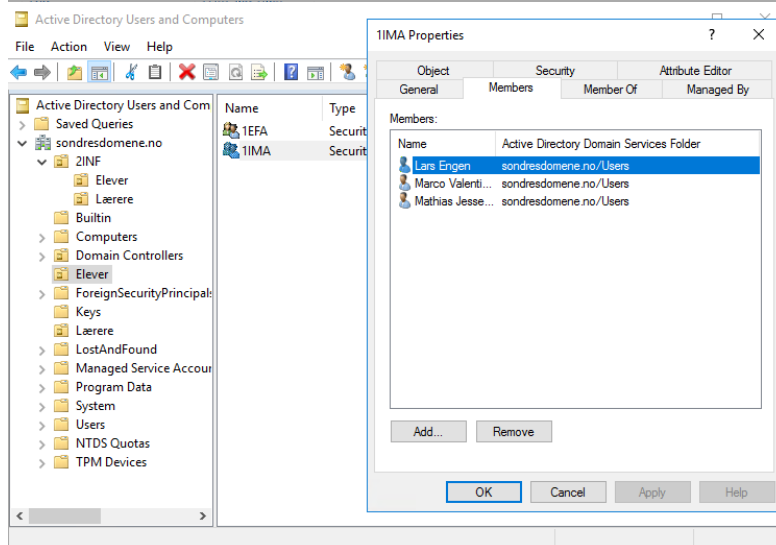 Active Directory Users and Computers
File Action View Help
Active Directory Users and Com
Saved Queries
sondresdomene.no
2INF
Elever
Lærere
Builtin
Computers
Domain Controllers
Elever
ForeignSecurityPrincipals
Keys
Lærere
LostAndFound
Managed Service Accour
Program Data
System
Users
NTDS Quotas
TPM Devices
Name Type
1EFA Securit
1IMA Securit
1IMA Properties
?
Object Security Attribute Editor
General Members Member Of Managed By
Members:
Name Active Directory Domain Services Folder
Lars Engen sondresdomene.no/Users
Marco Valenti... sondresdomene.no/Users
Mathias Jesse... sondresdomene.no/Users
Add... Remove
OK Cancel Apply Help